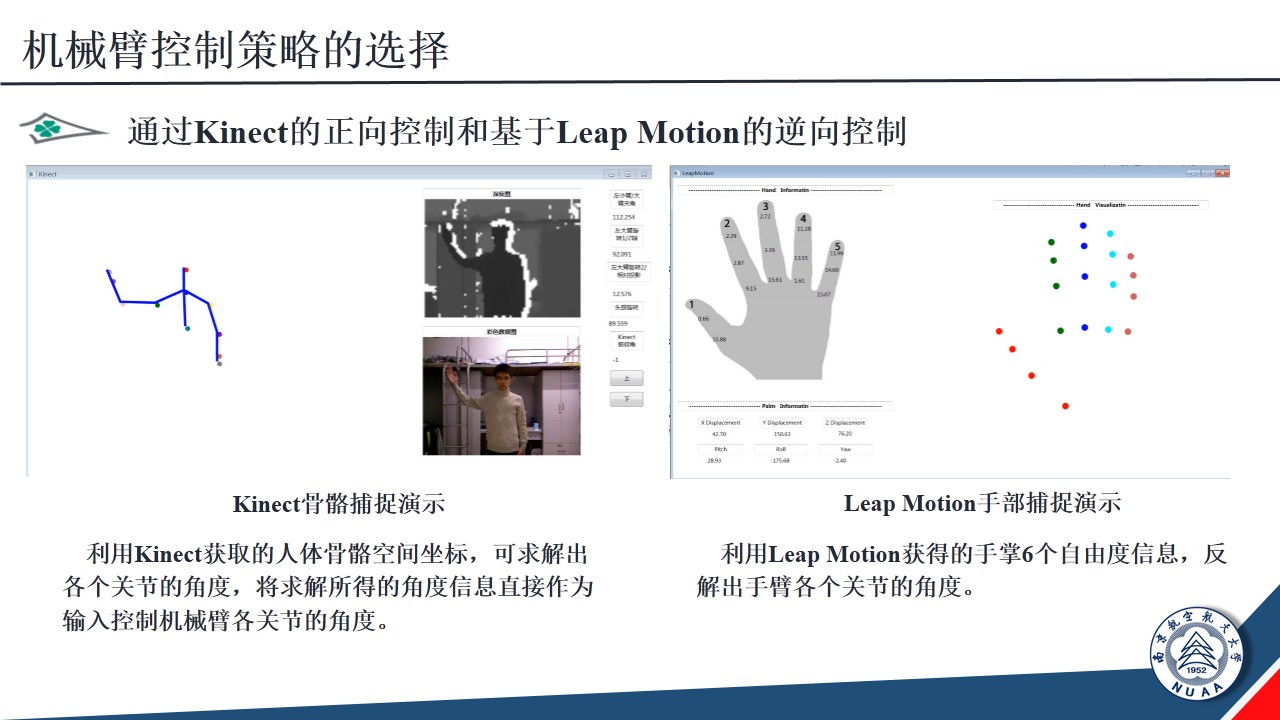 机械臂控制策略的选择
通过Kinect的正向控制和基于Leap Motion的逆向控制
Kinect
深度图
彩色数据图
左小臂/大
臂夹角
112.254
左大臂旋
转1/Z轴
92.091
左大臂旋转2/
相对投影
12.576
头部旋转
89.599
Kinect
俯仰角
-1
上
下
LeapMotion
Hand Informatin
1
2
3
4
5
2.72
2.29
11.28
11.99
3.39
2.87
13.55
14.60
9.15
15.61
1.61
15.07
0.66
10.88
Palm Informatin
X Displacement
Y Displacement
Z Displacement
42.70
150.63
76.20
Pitch
Roll
Yaw
28.93
-175.68
-2.40
Hand Visualizatin
Kinect骨骼捕捉演示
Leap Motion手部捕捉演示
利用Kinect获取的人体骨骼空间坐标，可求解出
各个关节的角度，将求解所得的角度信息直接作为
输入控制机械臂各关节的角度。
利用Leap Motion获得的手掌6个自由度信息，反
解出手臂各个关节的角度。
南京航空航天大学
1952
NUAA